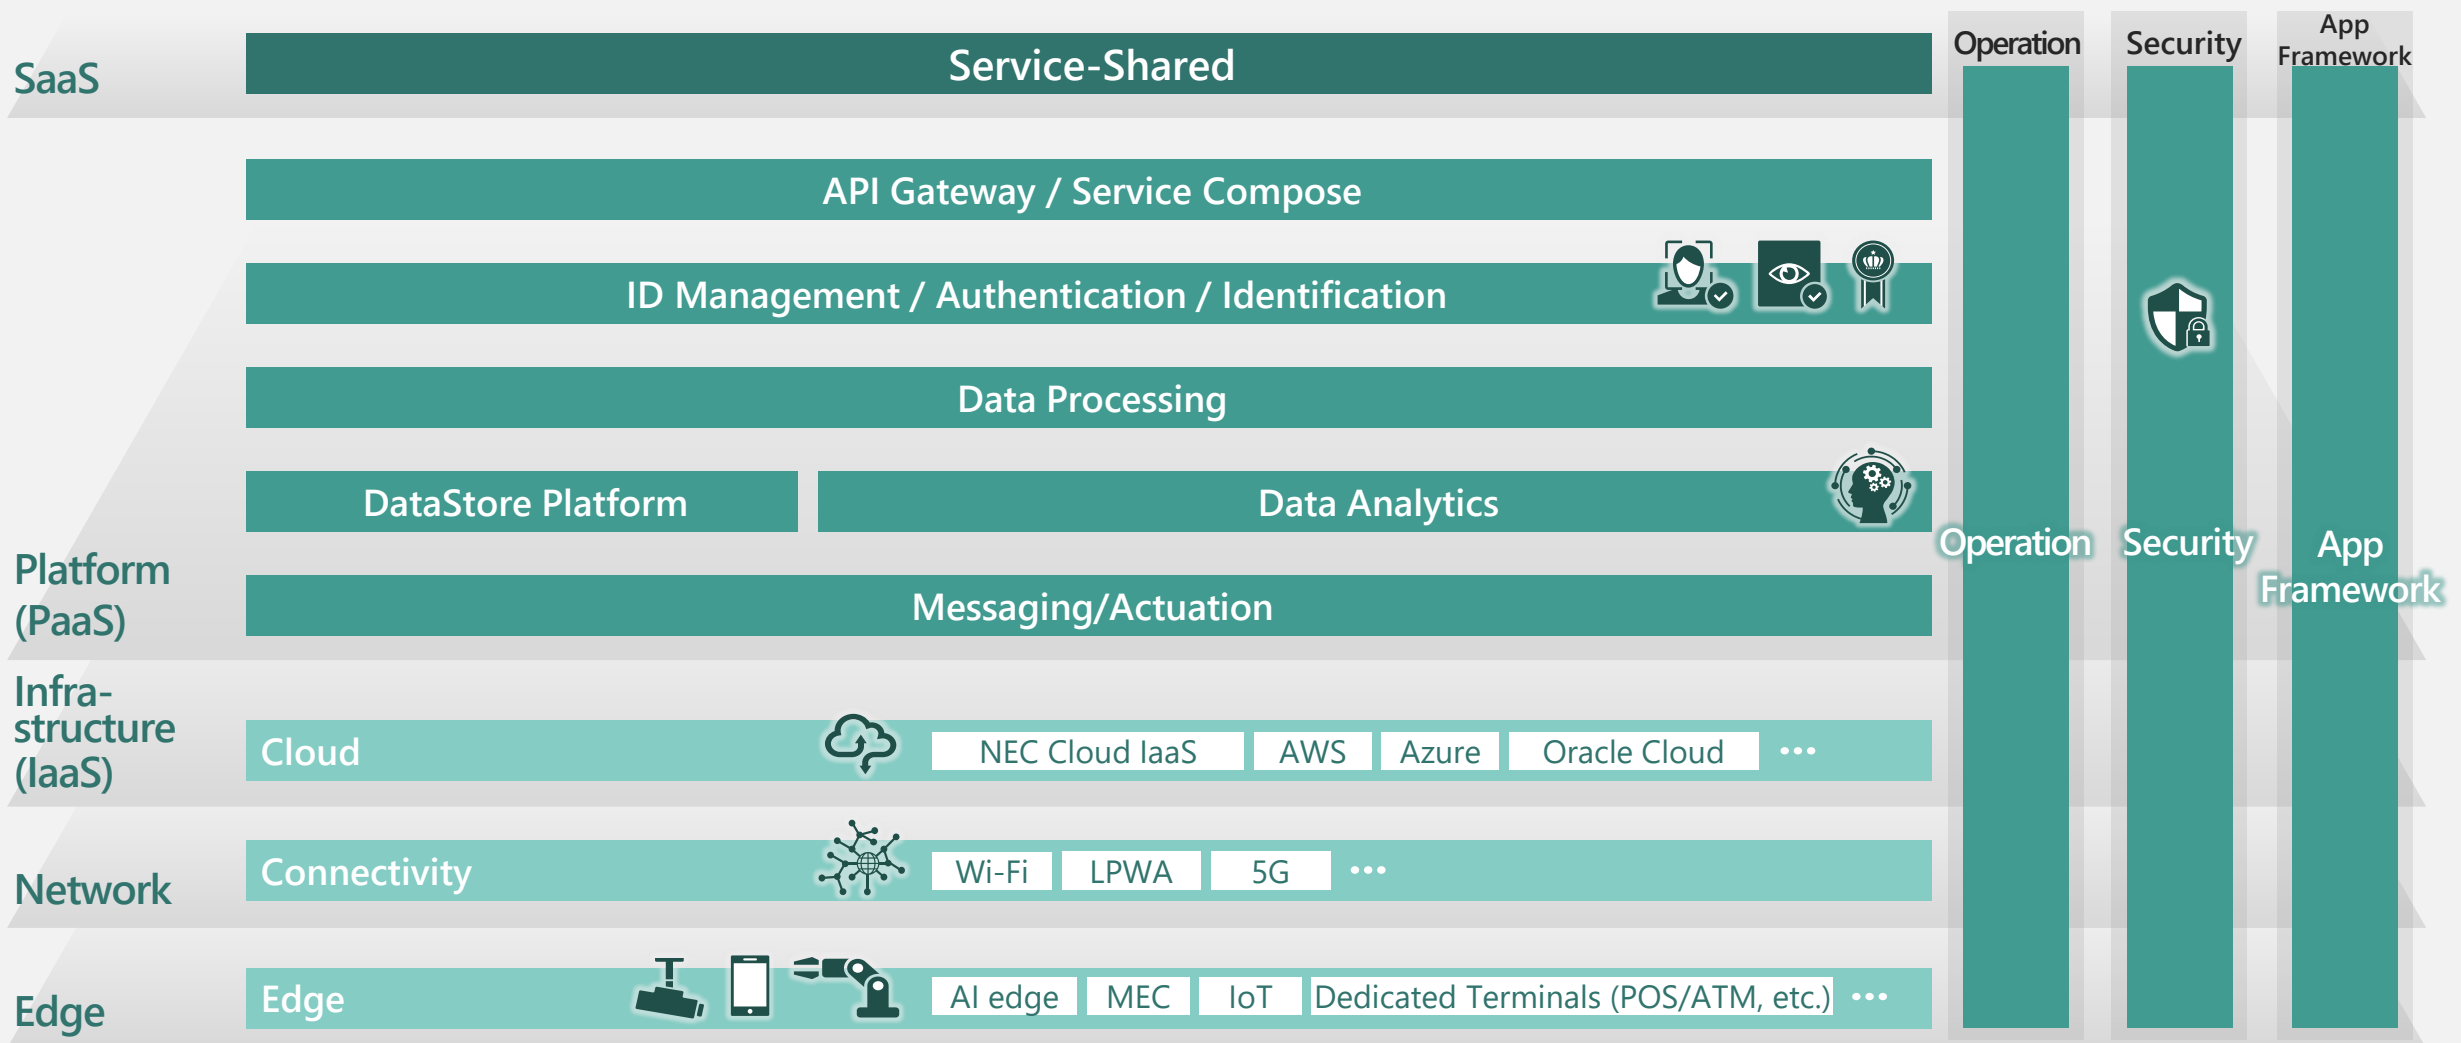 SaaS
Service-Shared
Operation
Security
App
Framework
API Gateway / Service Compose
ID Management / Authentication / Identification
Data Processing
DataStore Platform
Data Analytics
Platform
(PaaS)
Messaging/Actuation
Operation
Security
App
Framework
Infra-
structure
(IaaS)
Cloud
NEC Cloud IaaS
AWS
Azure
Oracle Cloud
...
Network
Connectivity
Wi-Fi
LPWA
5G
...
Edge
Edge
AI edge
MEC
IoT
Dedicated Terminals (POS/ATM, etc.)
...